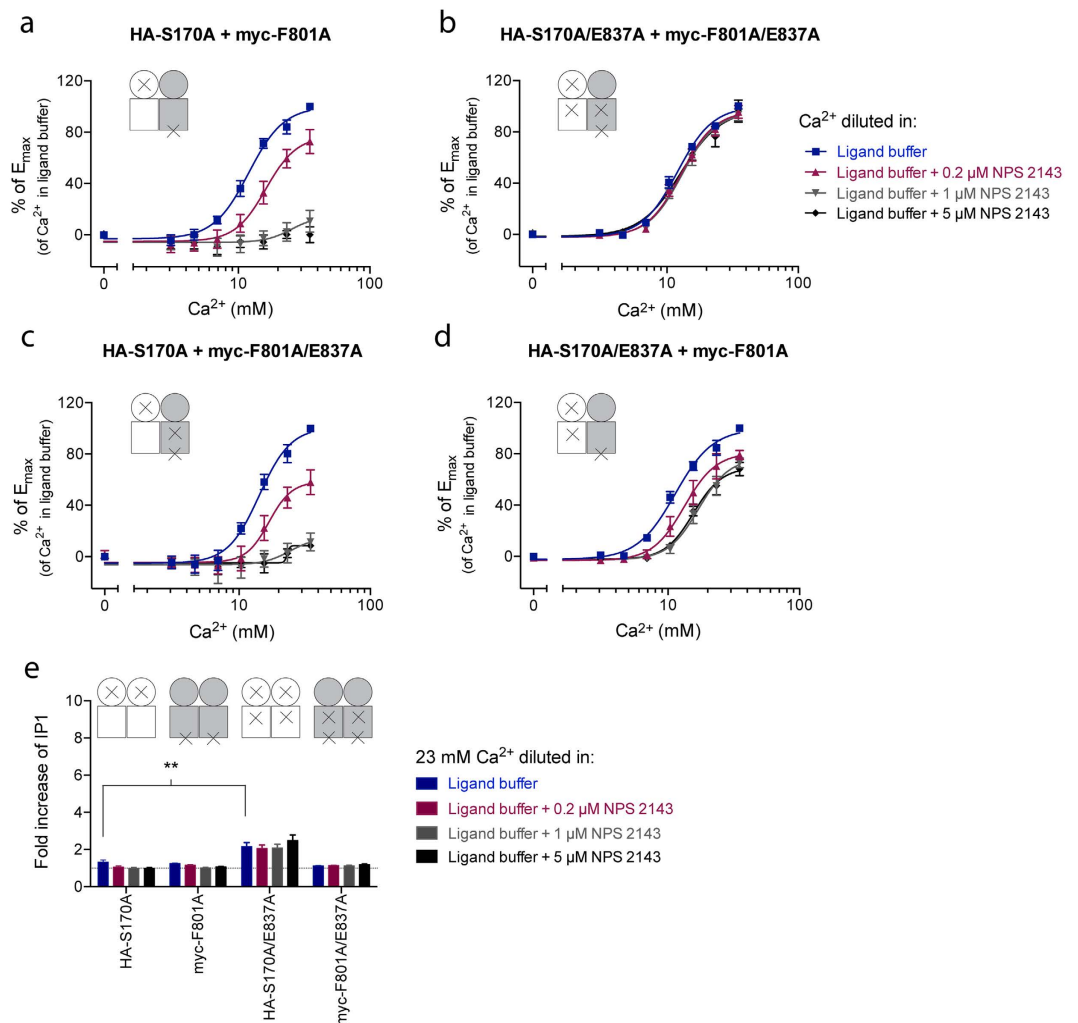 a
HA-S170A + myc-F801A
120
80
40
0
% of Emax
(of Ca2+ in ligand buffer)
0
10
100
Ca2+ (mM)
b
HA-S170A/E837A + myc-F801A/E837A
120
80
40
0
% of Emax
(of Ca2+ in ligand buffer)
0
10
100
Ca2+ (mM)
Ca2+ diluted in:
Ligand buffer
Ligand buffer + 0.2 µM NPS 2143
Ligand buffer + 1 µM NPS 2143
Ligand buffer + 5 µM NPS 2143
c
HA-S170A + myc-F801A/E837A
120
80
40
0
% of Emax
(of Ca2+ in ligand buffer)
0
10
100
Ca2+ (mM)
d
HA-S170A/E837A + myc-F801A
120
80
40
0
% of Emax
(of Ca2+ in ligand buffer)
0
10
100
Ca2+ (mM)
e
10
8
6
4
2
0
Fold increase of IP1
**
HA-S170A
myc-F801A
HA-S170A/E837A
myc-F801A/E837A
23 mM Ca2+ diluted in:
Ligand buffer
Ligand buffer + 0.2 µM NPS 2143
Ligand buffer + 1 µM NPS 2143
Ligand buffer + 5 µM NPS 2143